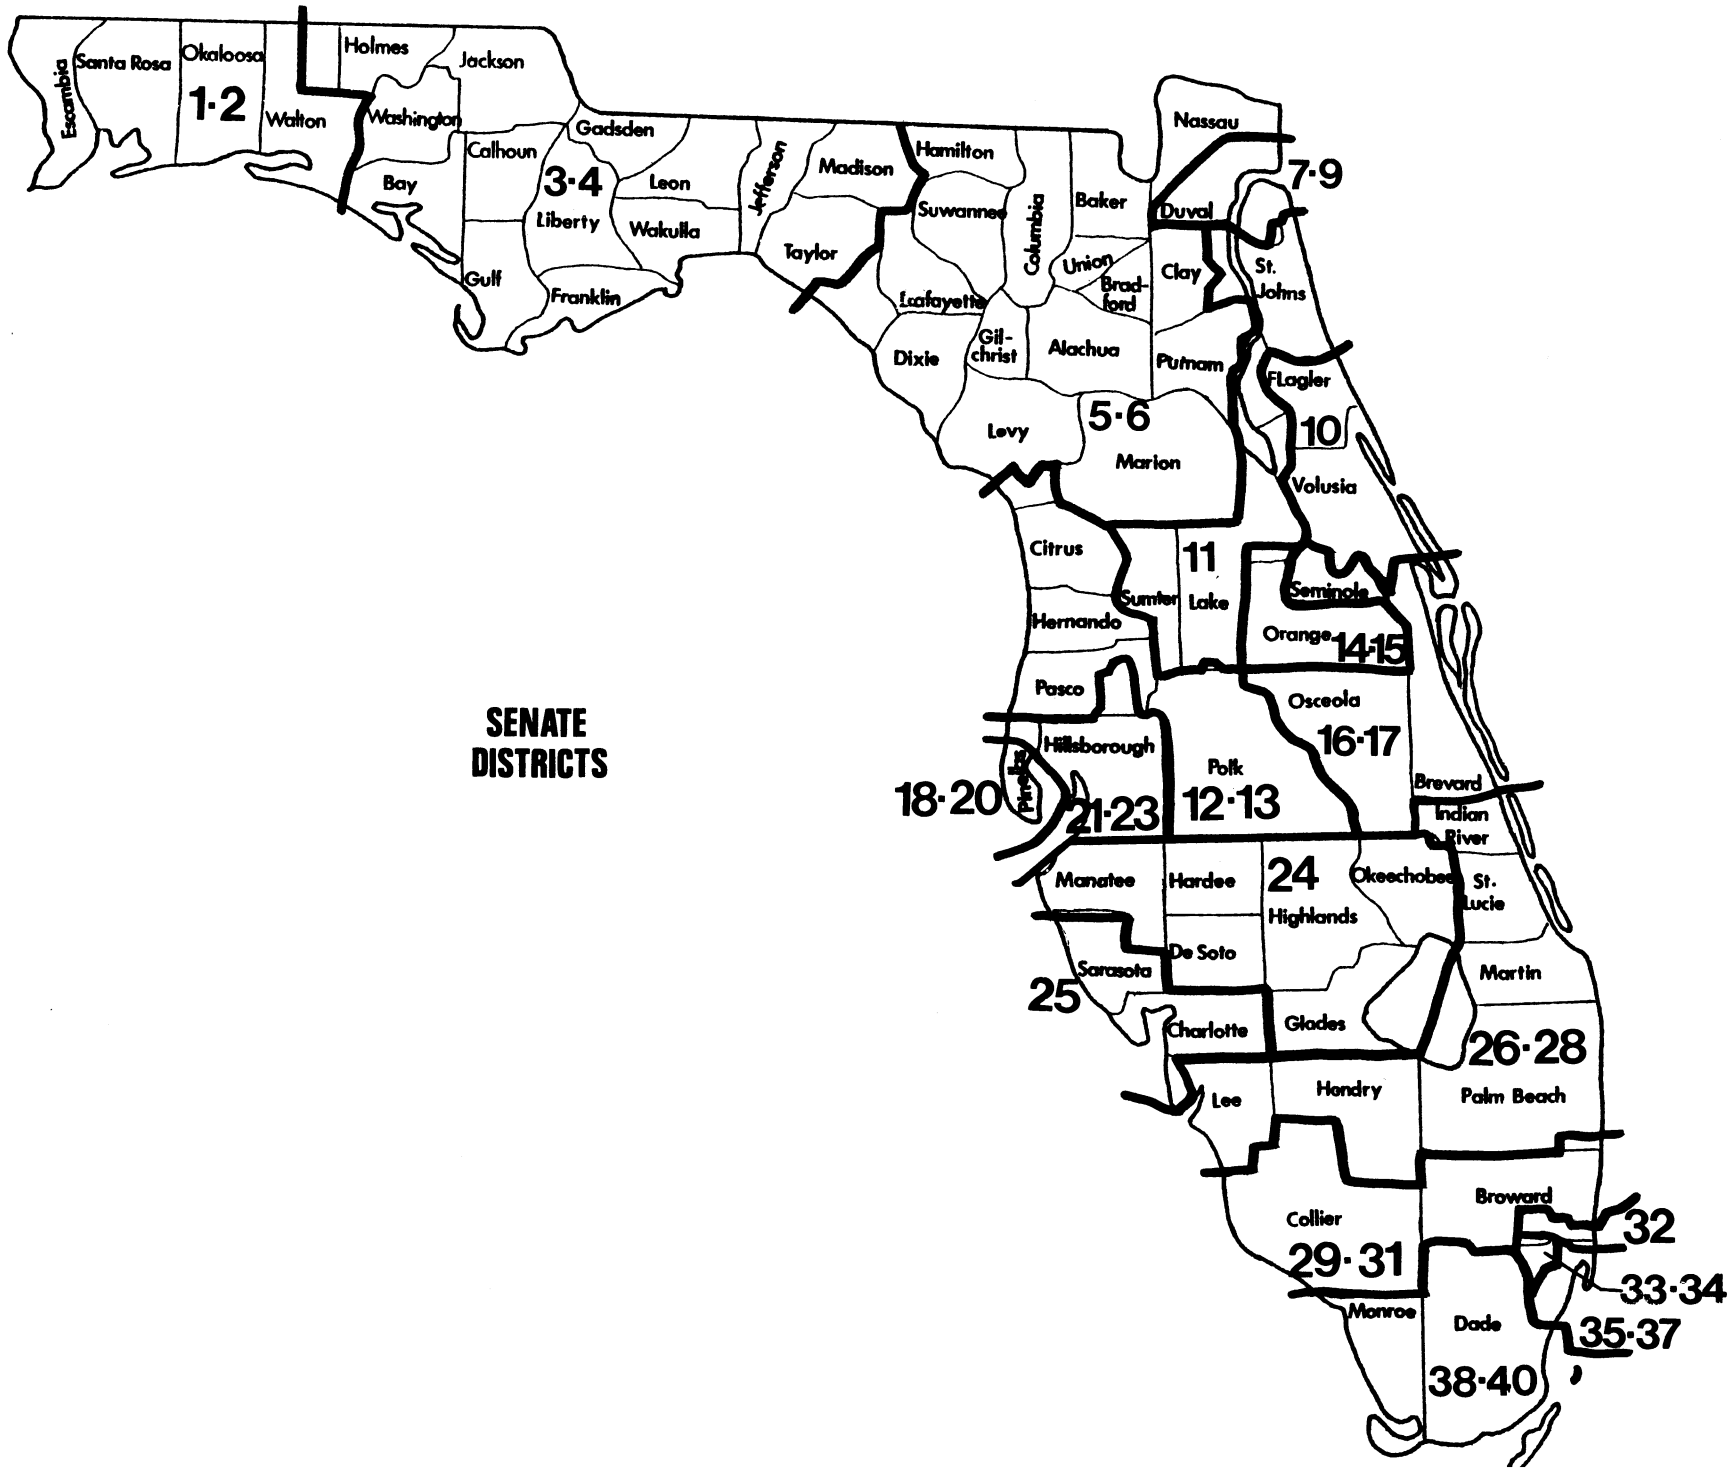 Escambia
Santa Rosa
Okaloosa
1·2
Walton
Holmes
Jackson
Washington
Bay
Calhoun
Gulf
Gadsden
3·4
Liberty
Franklin
Leon
Wakulla
Jefferson
Madison
Taylor
Hamilton
Suwannee
Lafayette
Columbia
Baker
Union
Brad-
ford
Nassau
7·9
Duval
Clay
St.
Johns
Dixie
Gil-
christ
Alachua
Putnam
FLagler
10
Levy
5·6
Marion
Volusia
Citrus
11
Sumter
Lake
Hernando
Seminole
Orange
14·15
Pasco
Osceola
16·17
SENATE
DISTRICTS
Hillsborough
Pinellas
18·20
21·23
Polk
12·13
Brevard
Indian
River
Manatee
Hardee
24
Highlands
Okeechobee
St.
Lucie
De Soto
Sarasota
25
Charlotte
Glades
Martin
26·28
Palm Beach
Lee
Hendry
Broward
32
Collier
29·31
33·34
Monroe
Dade
35·37
38·40